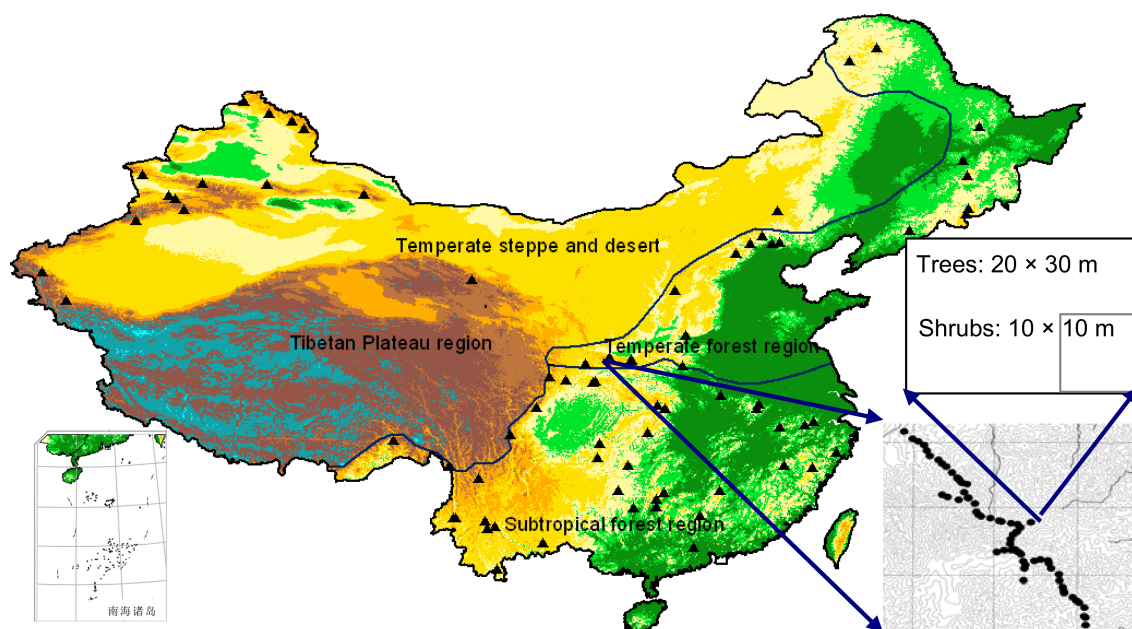 Temperate steppe and desert
Trees: 20 × 30 m
Shrubs: 10 × 10 m
Tibetan Plateau region
Temperate forest region
Subtropical forest region
南海诸岛